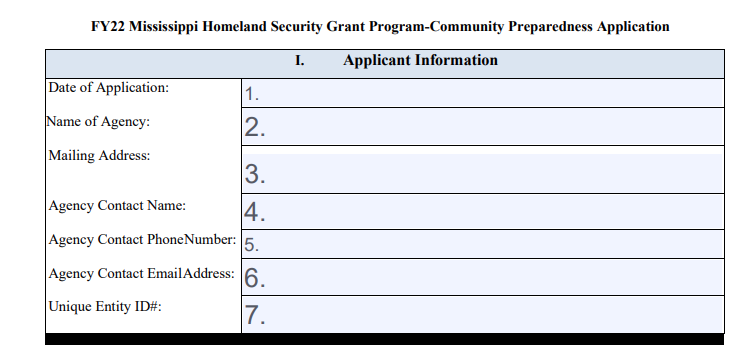 FY22 Mississippi Homeland Security Grant Program-Community Preparedness Application
I. Applicant Information
Date of Application: 1.
Name of Agency: 2.
Mailing Address: 3.
Agency Contact Name: 4.
Agency Contact PhoneNumber: 5.
Agency Contact EmailAddress: 6.
Unique Entity ID#: 7.